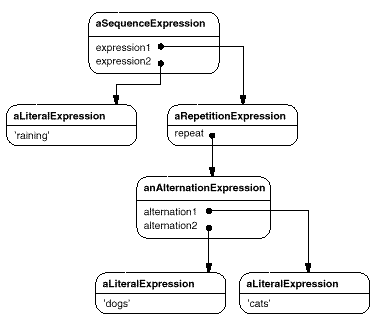 aSequenceExpression
expression1
expression2
aLiteralExpression
'raining'
aRepetitionExpression
repeat
anAlternationExpression
alternation1
alternation2
aLiteralExpression
'dogs'
aLiteralExpression
'cats'